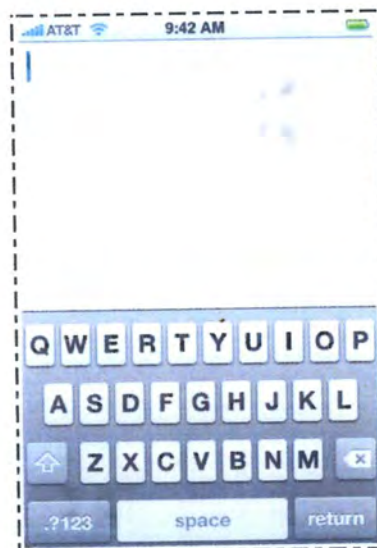 AT&T 9:42 AM
Q W E R T Y U I O P
A S D F G H J K L
Z X C V B N M
.?123 space return